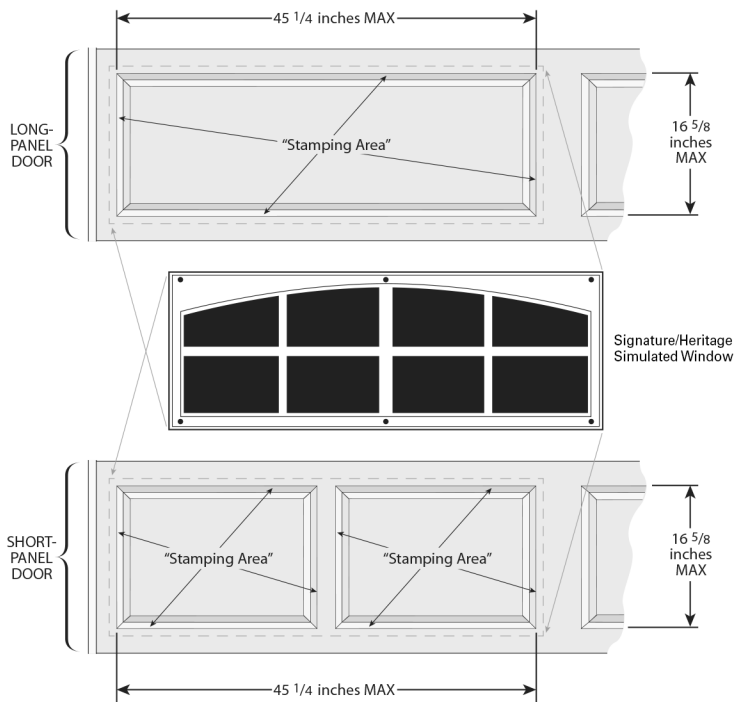 45 1/4 inches MAX
LONG-
PANEL
DOOR
“Stamping Area”
16 5/8
inches
MAX
Signature/Heritage
Simulated Window
SHORT-
PANEL
DOOR
“Stamping Area”
“Stamping Area”
16 5/8
inches
MAX
45 1/4 inches MAX